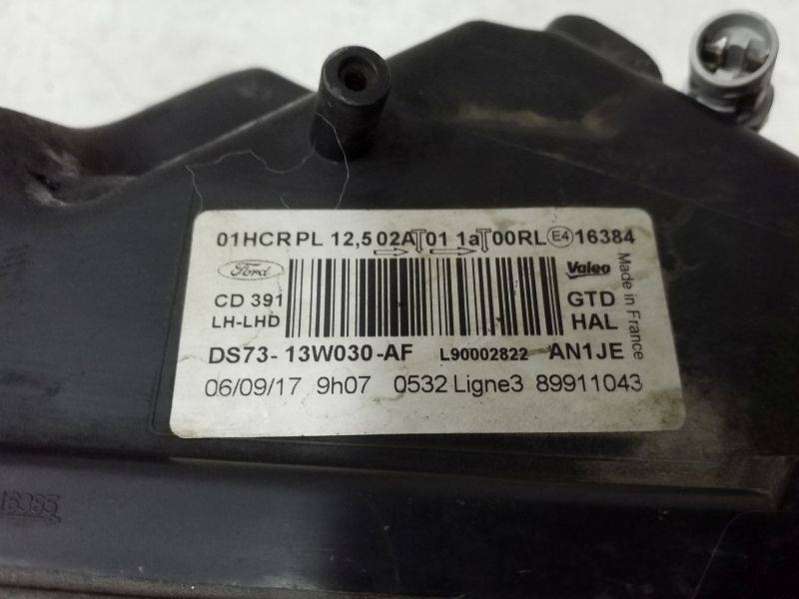 01HCR PL 12,5 02A 01 1a 00RL E4 16384
Ford
Valeo
CD 391
GTD
LH-LHD
HAL
Made in France
DS73-13W030-AF L90002822 AN1JE
06/09/17 9h07 0532 Ligne3 89911043
16385